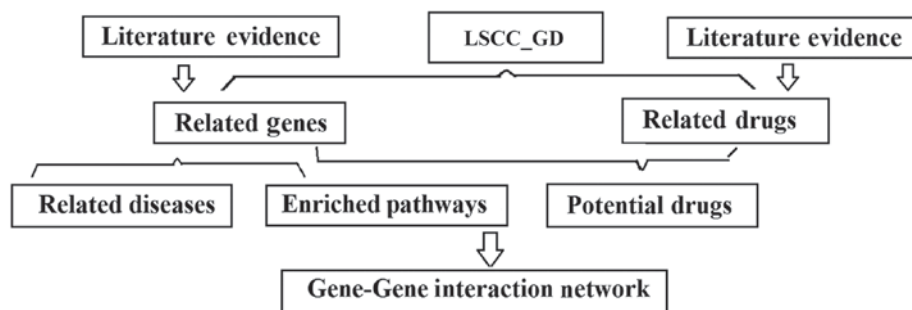 Literature evidence
LSCC_GD
Literature evidence
Related genes
Related drugs
Related diseases
Enriched pathways
Potential drugs
Gene-Gene interaction network